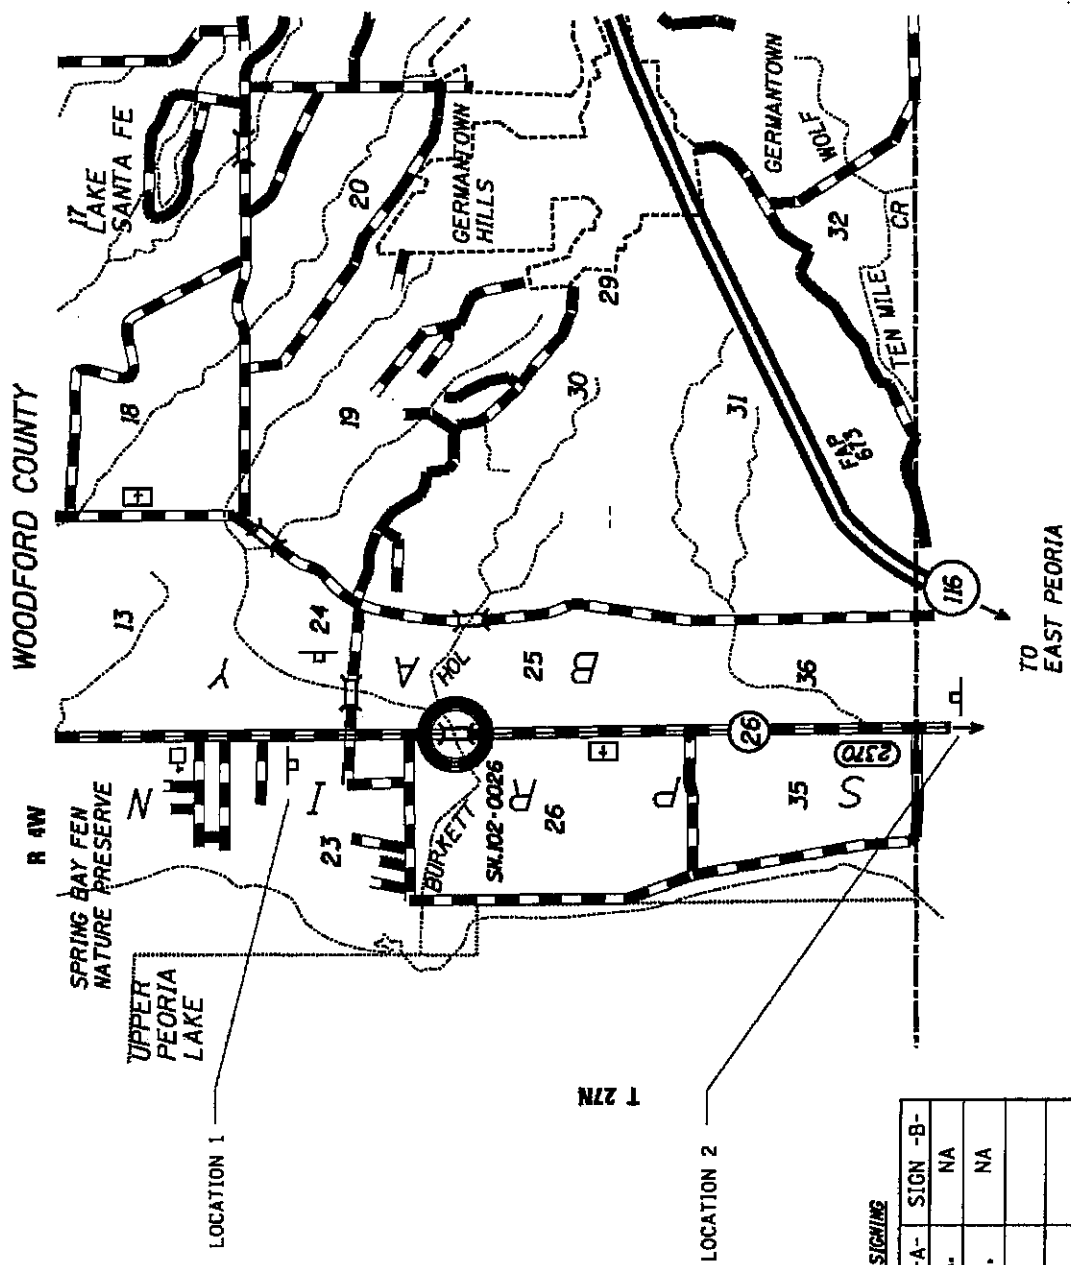 WOODFORD COUNTY
R 4W
SPRING BAY FEN
NATURE PRESERVE
UPPER
PEORIA
LAKE
17
LAKE
SANTA FE
18
13
20
19
GERMANTOWN
HILLS
GERMANTOWN
WOLF
32
CR
TEN MILE
29
30
31
FAP
673
24
23
25
26
36
35
HOL
BURKETT
SN.102-0026
S P R I N G
B A Y
26
2370
116
TO
EAST PEORIA
T 27N
LOCATION 1
LOCATION 2
SIGNING
-A-
SIGN -B-
NA
NA